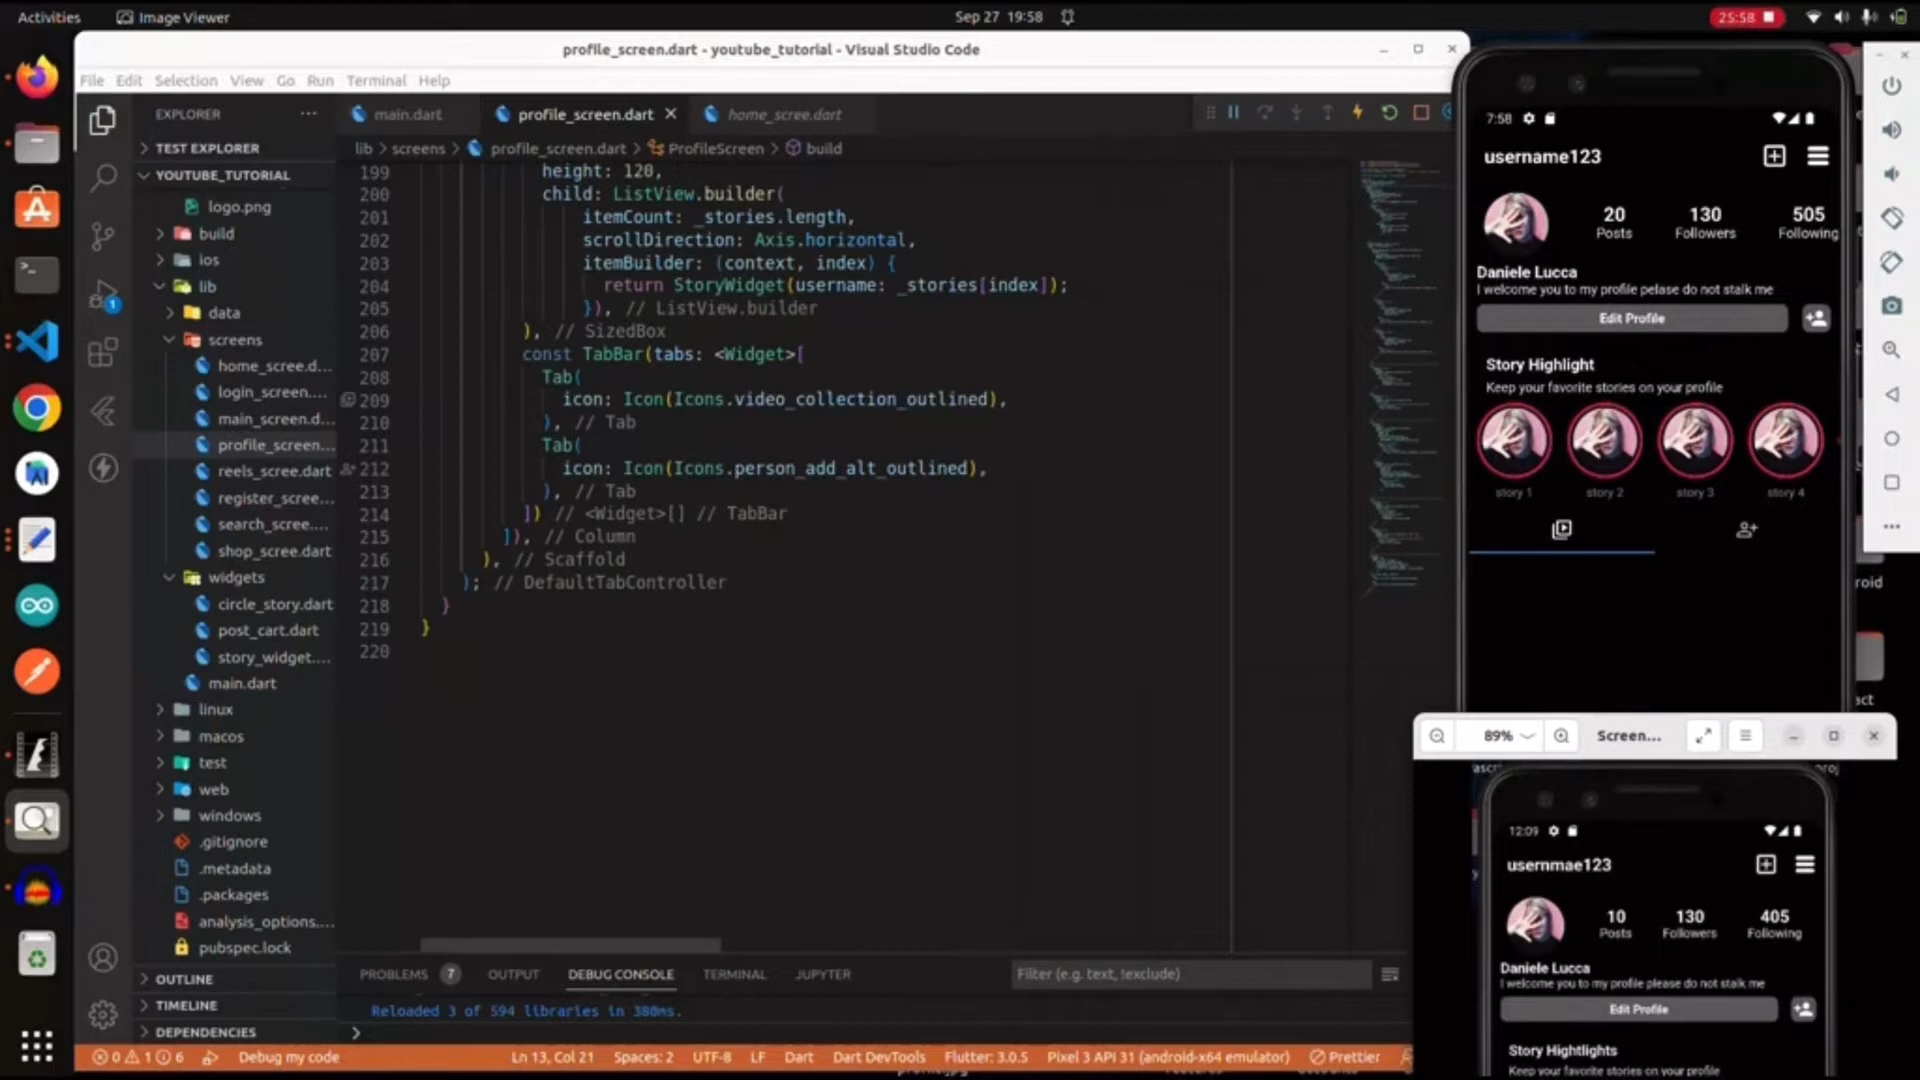 Activities
Image Viewer
Sep 27 19:58
25:58
profile_screen.dart - youtube_tutorial - Visual Studio Code
File Edit Selection View Go Run Terminal Help
EXPLORER
main.dart
profile_screen.dart
home_scree.dart
TEST EXPLORER
lib > screens > profile_screen.dart > ProfileScreen > build
YOUTUBE_TUTORIAL
logo.png
build
ios
lib
data
screens
home_scree.d...
login_screen....
main_screen.d...
profile_screen...
reels_scree.dart
register_scree...
search_scree....
shop_scree.dart
widgets
circle_story.dart
post_cart.dart
story_widget....
main.dart
linux
macos
test
web
windows
.gitignore
.metadata
.packages
analysis_options....
pubspec.lock
OUTLINE
TIMELINE
DEPENDENCIES
1
199 height: 120,
200 child: ListView.builder(
201 itemCount: _stories.length,
202 scrollDirection: Axis.horizontal,
203 itemBuilder: (context, index) {
204 return StoryWidget(username: _stories[index]);
205 }), // ListView.builder
206 ), // SizedBox
207 const TabBar(tabs: <Widget>[
208 Tab(
209 icon: Icon(Icons.video_collection_outlined),
210 ), // Tab
211 Tab(
212 icon: Icon(Icons.person_add_alt_outlined),
213 ), // Tab
214 ]) // <Widget>[] // TabBar
215 ]), // Column
216 ), // Scaffold
217 ); // DefaultTabController
218 }
219 }
220
PROBLEMS 7 OUTPUT DEBUG CONSOLE TERMINAL JUPYTER
Filter (e.g. text, !exclude)
Reloaded 3 of 594 libraries in 380ms.
>
0 1 6 Debug my code
Ln 13, Col 21 Spaces: 2 UTF-8 LF Dart Dart DevTools Flutter: 3.0.5 Pixel 3 API 31 (android-x64 emulator) Prettier
7:58
username123
20 130 505
Posts Followers Following
Daniele Lucca
I welcome you to my profile pelase do not stalk me
Edit Profile
Story Highlight
Keep your favorite stories on your profile
story 1 story 2 story 3 story 4
roid
act
89% Screen...
12:09
usernmae123
10 130 405
Posts Followers Following
Daniele Lucca
I welcome you to my profile please do not stalk me
Edit Profile
Story Hightlights
Keep your favorite stories on your profile